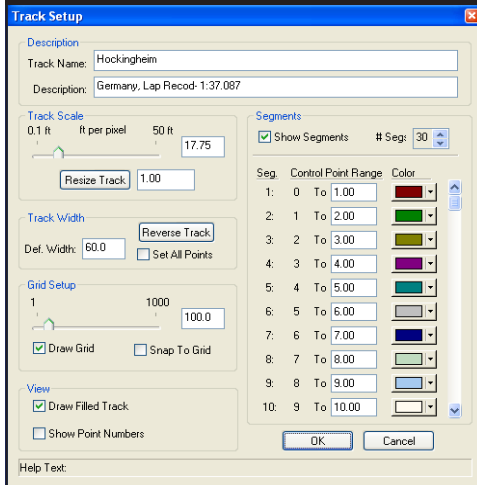 Track Setup
Description
Track Name: Hockingheim
Description: Germany, Lap Recod- 1:37.087
Track Scale
0.1 ft ft per pixel 50 ft
17.75
Resize Track 1.00
Track Width
Reverse Track
Def. Width: 60.0
Set All Points
Grid Setup
1 1000
100.0
Draw Grid Snap To Grid
View
Draw Filled Track
Show Point Numbers
Segments
Show Segments # Segs: 30
Seg. Control Point Range Color
1: 0 To 1.00
2: 1 To 2.00
3: 2 To 3.00
4: 3 To 4.00
5: 4 To 5.00
6: 5 To 6.00
7: 6 To 7.00
8: 7 To 8.00
9: 8 To 9.00
10: 9 To 10.00
OK Cancel
Help Text: